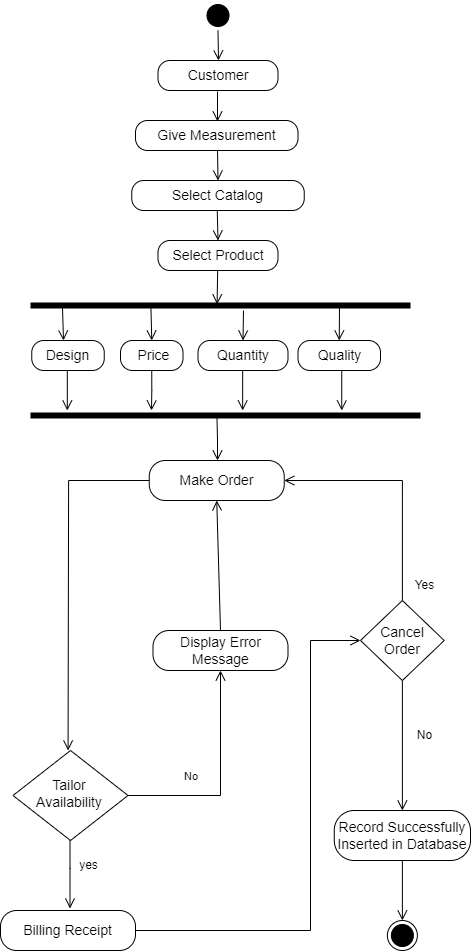 Customer
Give Measurement
Select Catalog
Select Product
Design
Price
Quantity
Quality
Make Order
Yes
Cancel
Order
Display Error
Message
No
No
Tailor
Availability
Record Successfully
Inserted in Database
yes
Billing Receipt